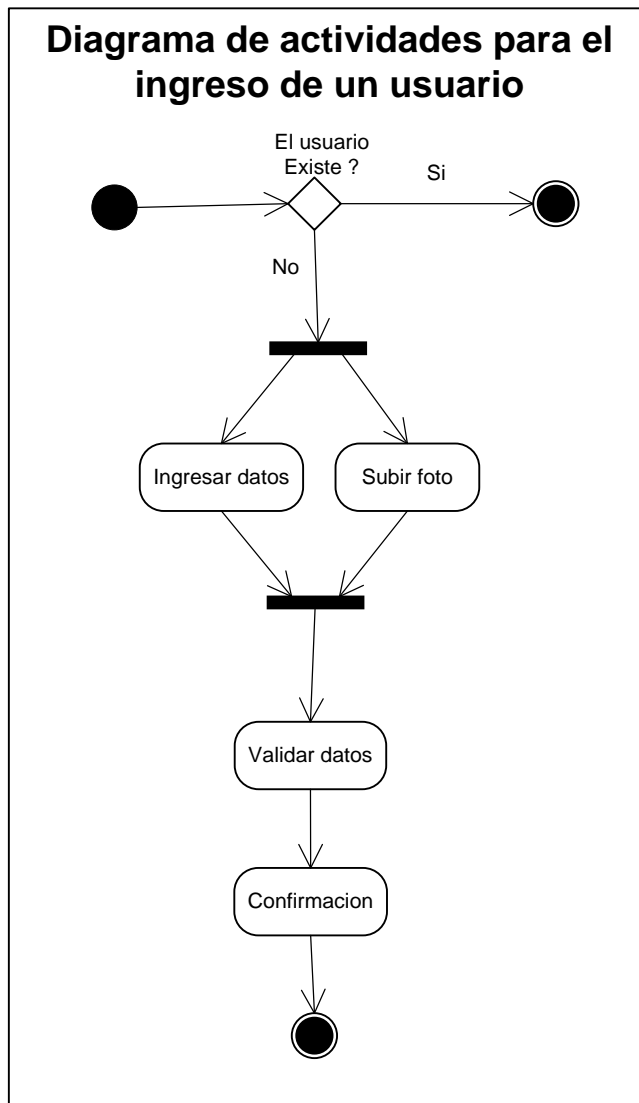 Diagrama de actividades para el
ingreso de un usuario
El usuario
Existe ?
Si
No
Ingresar datos
Subir foto
Validar datos
Confirmacion